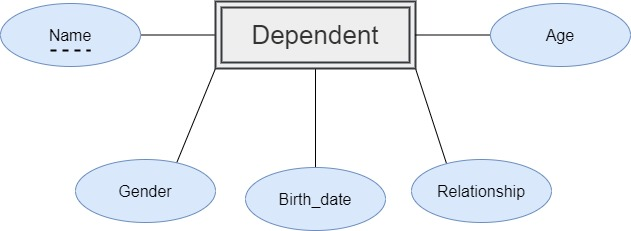 Name
Dependent
Age
Gender
Birth_date
Relationship